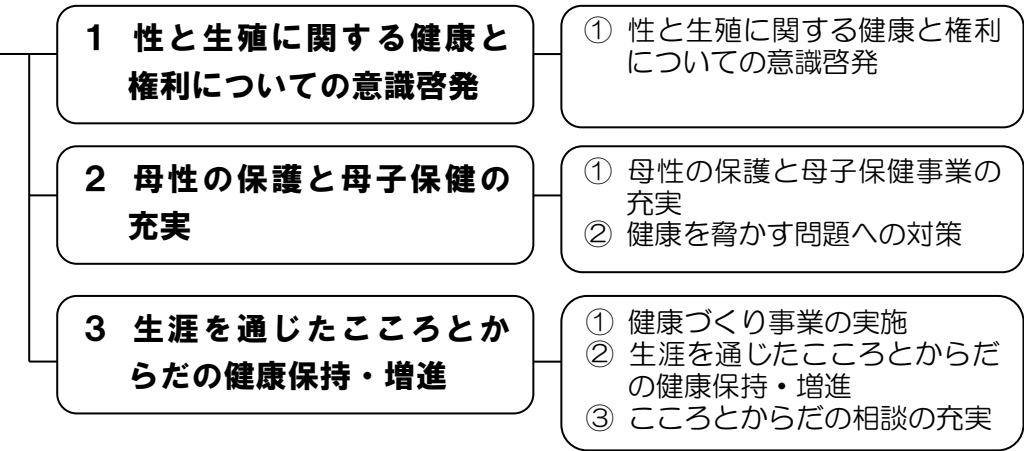 1 性と生殖に関する健康と
権利についての意識啓発
① 性と生殖に関する健康と権利
についての意識啓発
2 母性の保護と母子保健の
充実
① 母性の保護と母子保健事業の
充実
② 健康を脅かす問題への対策
3 生涯を通じたこころとか
らだの健康保持・増進
① 健康づくり事業の実施
② 生涯を通じたこころとからだ
の健康保持・増進
③ こころとからだの相談の充実